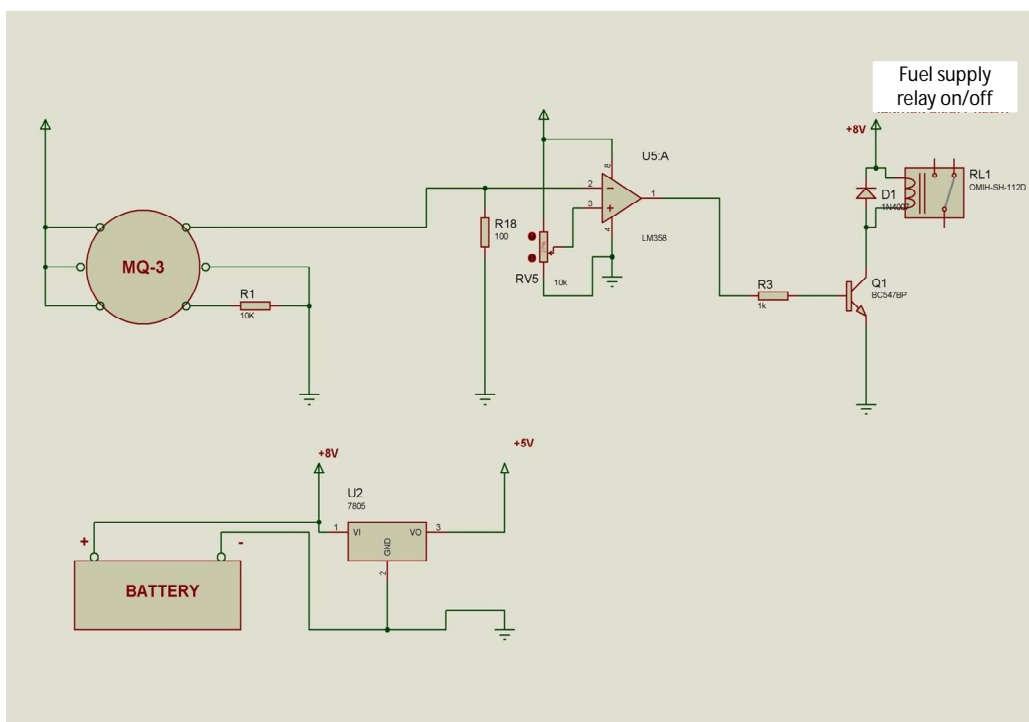 Fuel supply
relay on/off
+8V
U5:A
8
2
1
3
4
LM358
RL1
OMIH-SH-112D
D1
1N4007
MQ-3
R18
100
RV5
10k
R1
10K
R3
1k
Q1
BC547BP
+8V
+5V
U2
7805
1
VI
VO
3
GND
2
+
-
BATTERY